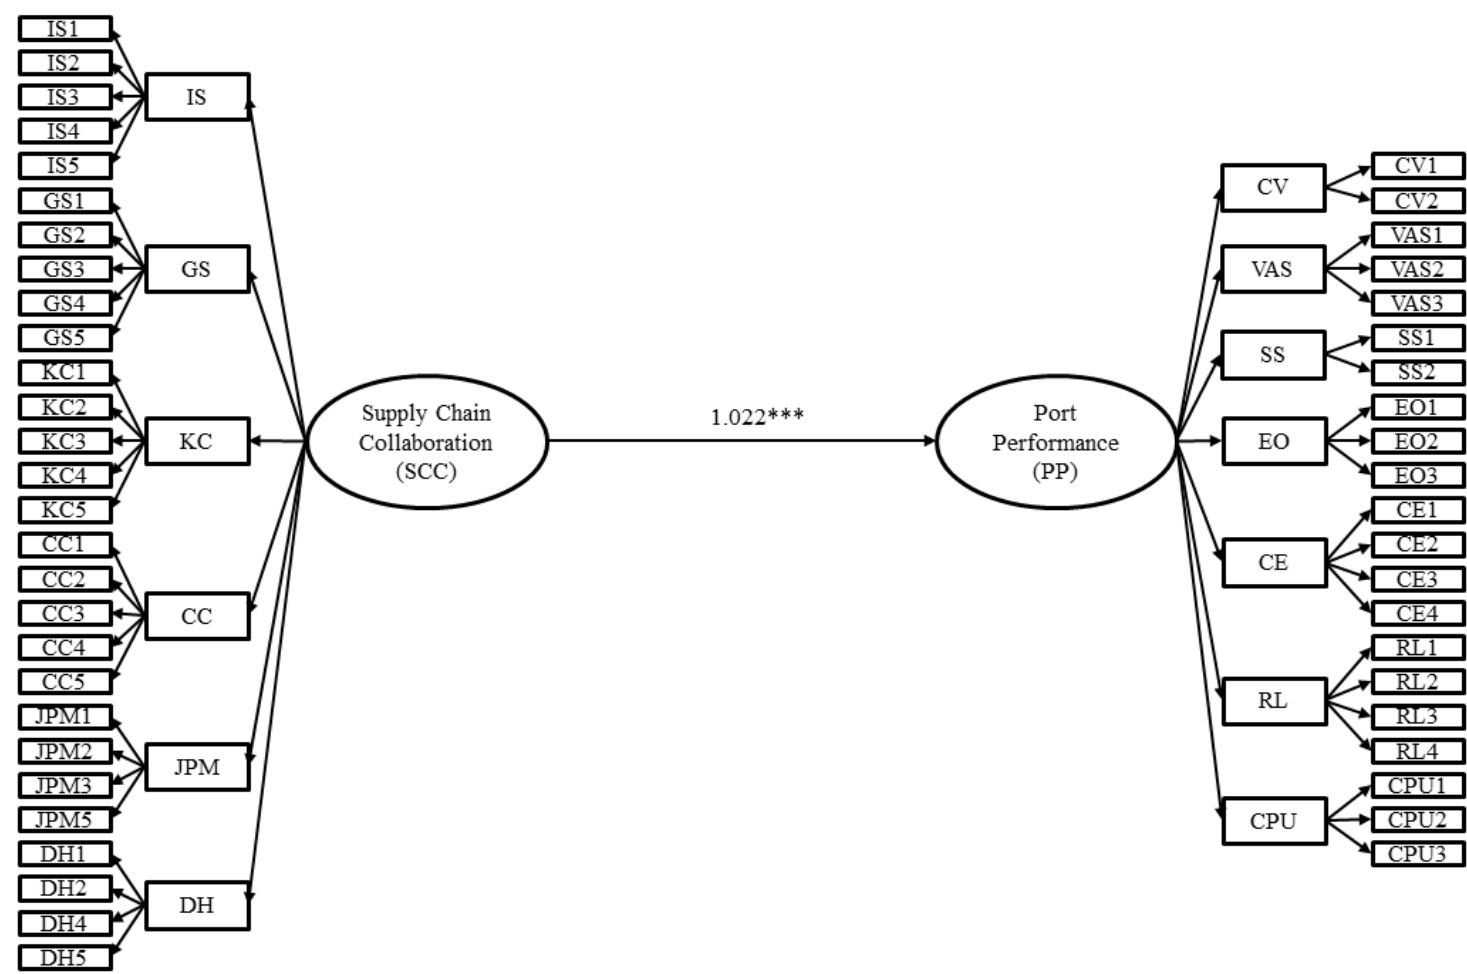 IS1
IS2
IS3
IS4
IS5
GS1
GS2
GS3
GS4
GS5
KC1
KC2
KC3
KC4
KC5
CC1
CC2
CC3
CC4
CC5
JPM1
JPM2
JPM3
JPM5
DH1
DH2
DH4
DH5
IS
GS
KC
CC
JPM
DH
Supply Chain
Collaboration
(SCC)
1.022***
Port
Performance
(PP)
CV
VAS
SS
EO
CE
RL
CPU
CV1
CV2
VAS1
VAS2
VAS3
SS1
SS2
EO1
EO2
EO3
CE1
CE2
CE3
CE4
RL1
RL2
RL3
RL4
CPU1
CPU2
CPU3